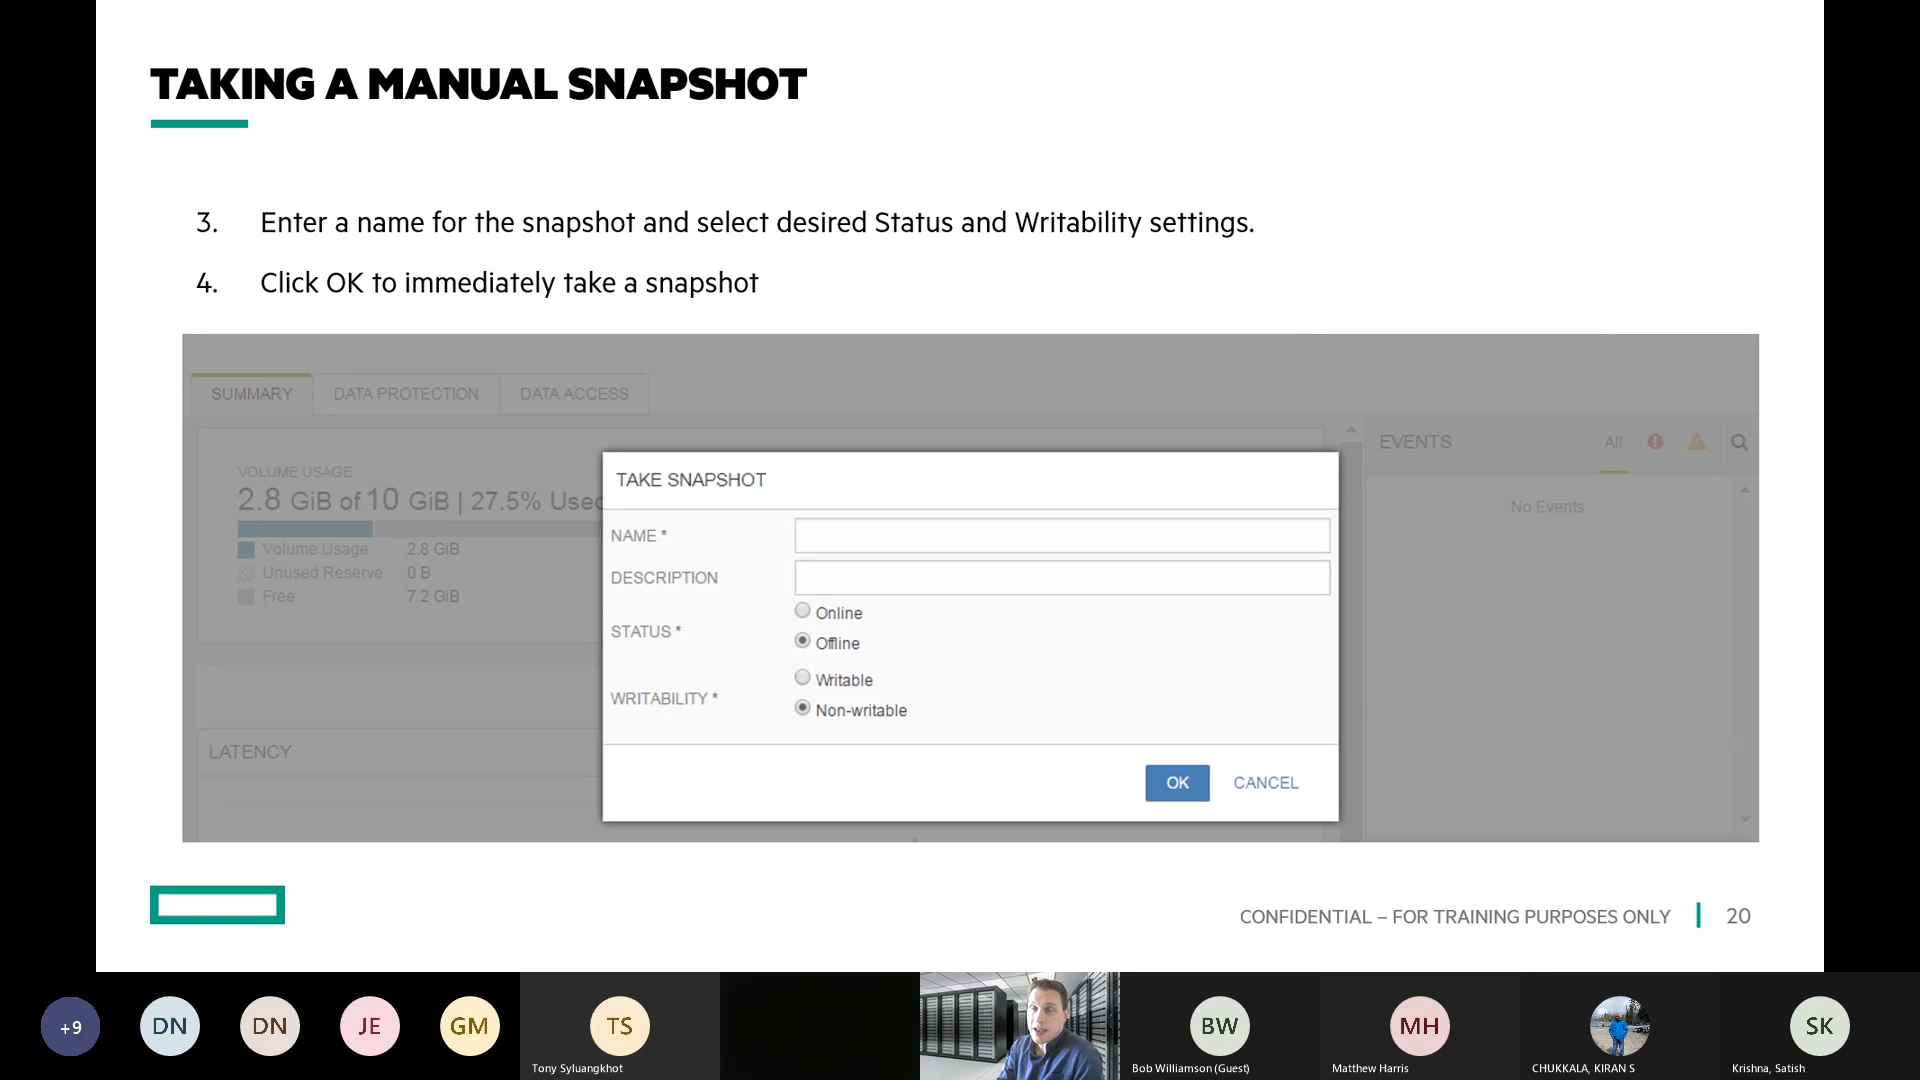 TAKING A MANUAL SNAPSHOT
3. Enter a name for the snapshot and select desired Status and Writability settings.
4. Click OK to immediately take a snapshot
SUMMARY DATA PROTECTION DATA ACCESS
VOLUME USAGE
2.8 GiB of 10 GiB | 27.5% Used
Volume Usage 2.8 GiB
Unused Reserve 0 B
Free 7.2 GiB
LATENCY
TAKE SNAPSHOT
NAME *
DESCRIPTION
STATUS *
Online
Offline
WRITABILITY *
Writable
Non-writable
OK CANCEL
EVENTS All
No Events
CONFIDENTIAL – FOR TRAINING PURPOSES ONLY 20
+9 DN DN JE GM TS BW MH SK
Tony Syluangkhot Bob Williamson (Guest) Matthew Harris CHUKKALA, KIRAN S Krishna, Satish